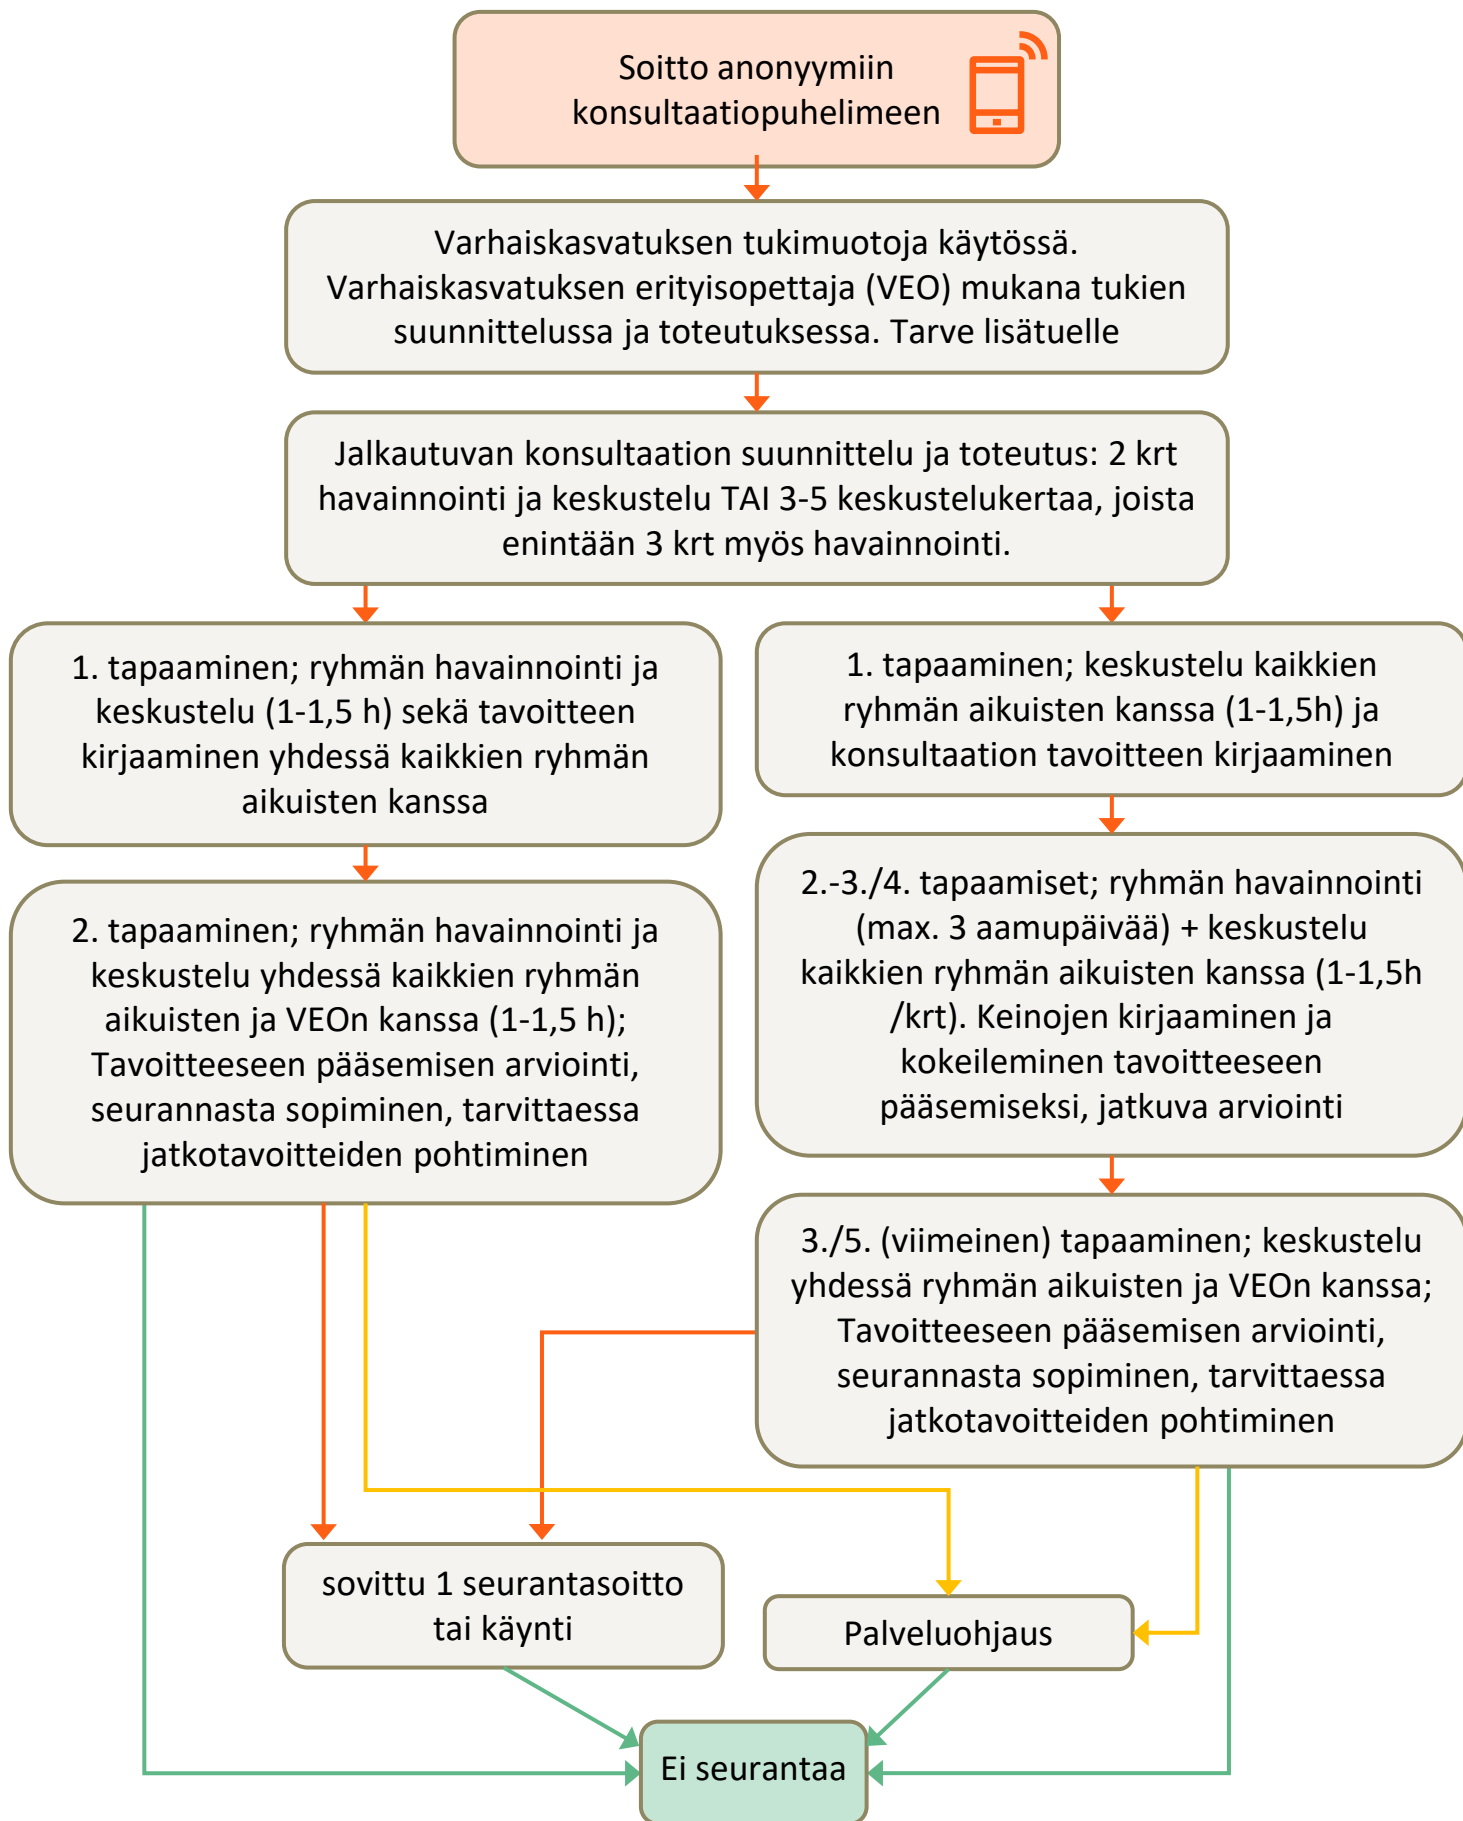 Soitto anonyymiin
konsultaatiopuhelimeen
Varhaiskasvatuksen tukimuotoja käytössä.
Varhaiskasvatuksen erityisopettaja (VEO) mukana tukien
suunnittelussa ja toteutuksessa. Tarve lisätuelle
Jalkautuvan konsultaation suunnittelu ja toteutus: 2 krt
havainnointi ja keskustelu TAI 3-5 keskustelukertaa, joista
enintään 3 krt myös havainnointi.
1. tapaaminen; ryhmän havainnointi ja
keskustelu (1-1,5 h) sekä tavoitteen
kirjaaminen yhdessä kaikkien ryhmän
aikuisten kanssa
2. tapaaminen; ryhmän havainnointi ja
keskustelu yhdessä kaikkien ryhmän
aikuisten ja VEOn kanssa (1-1,5 h);
Tavoitteeseen pääsemisen arviointi,
seurannasta sopiminen, tarvittaessa
jatkotavoitteiden pohtiminen
1. tapaaminen; keskustelu kaikkien
ryhmän aikuisten kanssa (1-1,5h) ja
konsultaation tavoitteen kirjaaminen
2.-3./4. tapaamiset; ryhmän havainnointi
(max. 3 aamupäivää) + keskustelu
kaikkien ryhmän aikuisten kanssa (1-1,5h
/krt). Keinojen kirjaaminen ja
kokeileminen tavoitteeseen
pääsemiseksi, jatkuva arviointi
3./5. (viimeinen) tapaaminen; keskustelu
yhdessä ryhmän aikuisten ja VEOn kanssa;
Tavoitteeseen pääsemisen arviointi,
seurannasta sopiminen, tarvittaessa
jatkotavoitteiden pohtiminen
sovittu 1 seurantasoitto
tai käynti
Palveluohjaus
Ei seurantaa